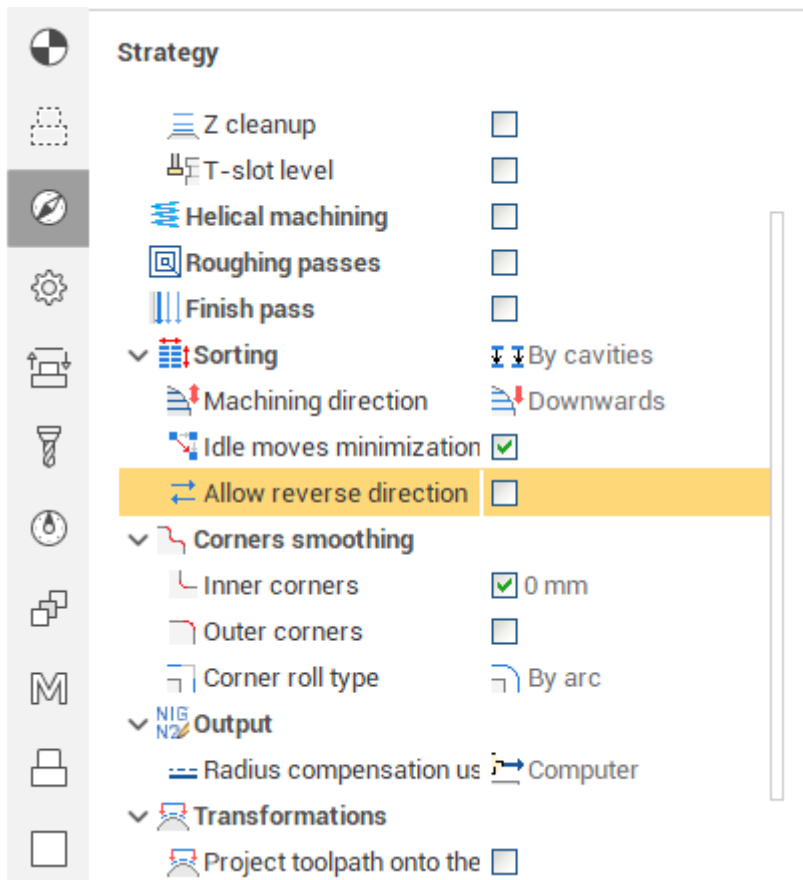 Strategy
Z cleanup
T-slot level
Helical machining
Roughing passes
Finish pass
Sorting By cavities
Machining direction Downwards
Idle moves minimization
Allow reverse direction
Corners smoothing
Inner corners 0 mm
Outer corners
Corner roll type By arc
Output
Radius compensation us Computer
Transformations
Project toolpath onto the